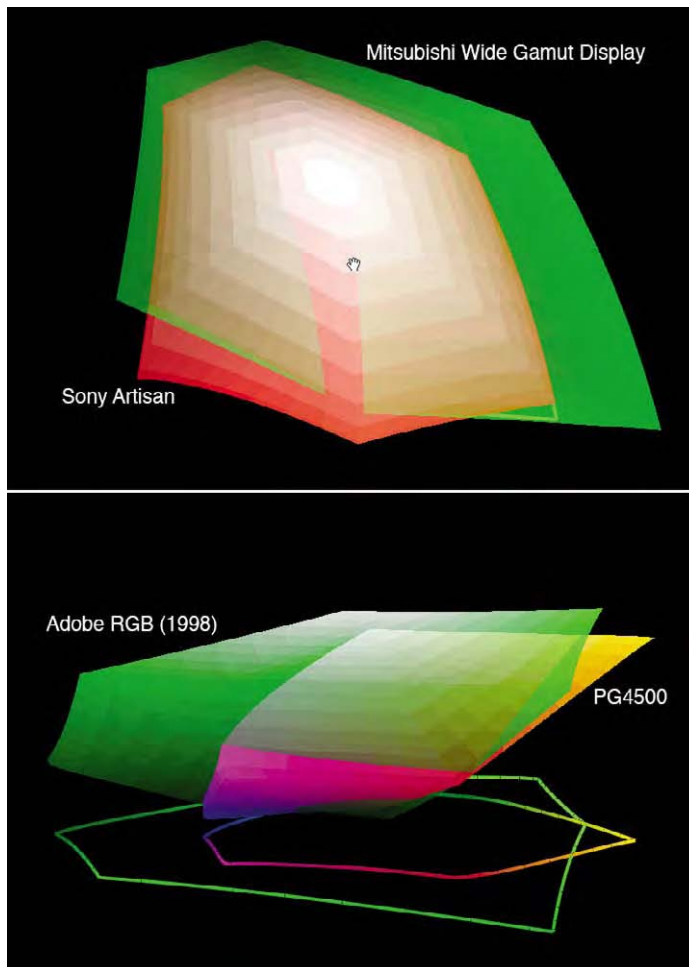 Mitsubishi Wide Gamut Display
Sony Artisan
Adobe RGB (1998)
PG4500